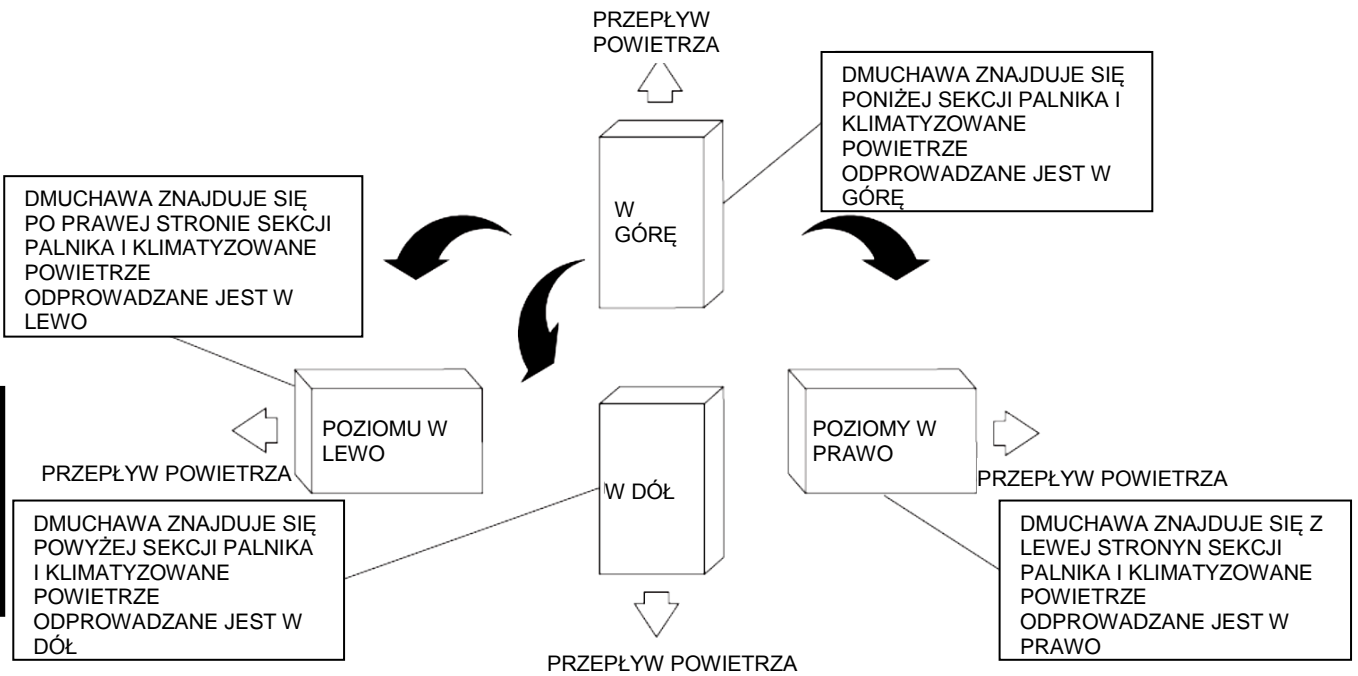 PRZEPŁYW
POWIETRZA
DMUCHAWA ZNAJDUJE SIĘ
PONIŻEJ SEKCJI PALNIKA I
KLIMATYZOWANE
POWIETRZE
ODPROWADZANE JEST W
GÓRĘ
DMUCHAWA ZNAJDUJE SIĘ
PO PRAWEJ STRONIE SEKCJI
PALNIKA I KLIMATYZOWANE
POWIETRZE
ODPROWADZANE JEST W
LEWO
W
GÓRĘ
POZIOMU W
LEWO
POZIOMY W
PRAWO
PRZEPŁYW POWIETRZA
W DÓŁ
PRZEPŁYW POWIETRZA
DMUCHAWA ZNAJDUJE SIĘ
POWYŻEJ SEKCJI PALNIKA
I KLIMATYZOWANE
POWIETRZE
ODPROWADZANE JEST W
DÓŁ
DMUCHAWA ZNAJDUJE SIĘ Z
LEWEJ STRONYN SEKCJI
PALNIKA I KLIMATYZOWANE
POWIETRZE
ODPROWADZANE JEST W
PRAWO
PRZEPŁYW POWIETRZA